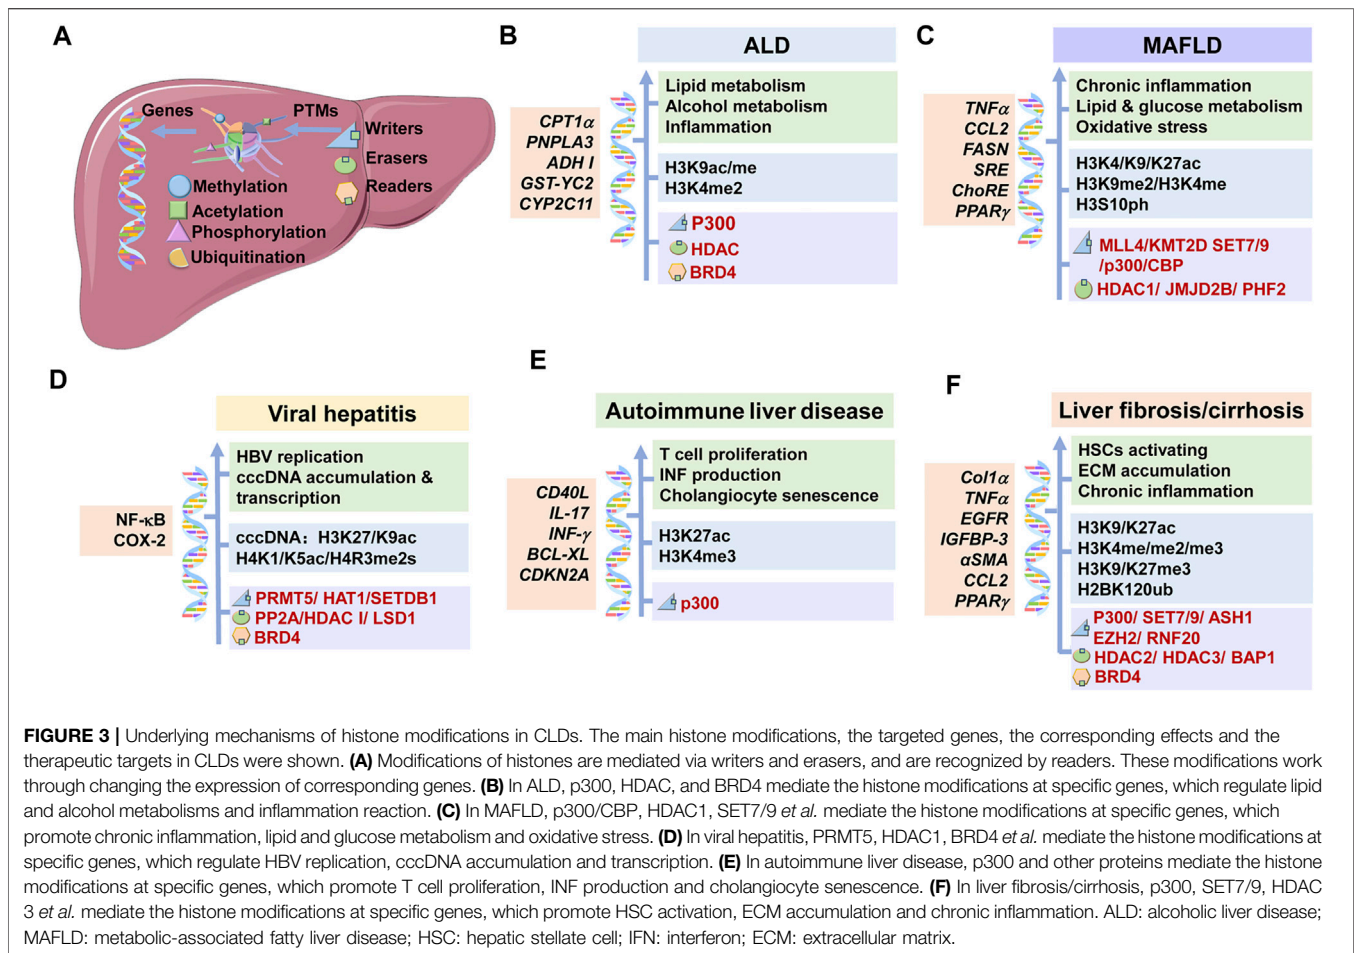 A
Genes
PTMs
Writers
Erasers
Readers
Methylation
Acetylation
Phosphorylation
Ubiquitination
B
ALD
CPT1α
PNPLA3
ADH I
GST-YC2
CYP2C11
Lipid metabolism
Alcohol metabolism
Inflammation
H3K9ac/me
H3K4me2
P300
HDAC
BRD4
C
MAFLD
TNFα
CCL2
FASN
SRE
ChoRE
PPARγ
Chronic inflammation
Lipid & glucose metabolism
Oxidative stress
H3K4/K9/K27ac
H3K9me2/H3K4me
H3S10ph
MLL4/KMT2D SET7/9
/p300/CBP
HDAC1/ JMJD2B/ PHF2
D
Viral hepatitis
NF-κB
COX-2
HBV replication
cccDNA accumulation &
transcription
cccDNA: H3K27/K9ac
H4K1/K5ac/H4R3me2s
PRMT5/ HAT1/SETDB1
PP2A/HDAC I/ LSD1
BRD4
E
Autoimmune liver disease
CD40L
IL-17
INF-γ
BCL-XL
CDKN2A
T cell proliferation
INF production
Cholangiocyte senescence
H3K27ac
H3K4me3
p300
F
Liver fibrosis/cirrhosis
Col1α
TNFα
EGFR
IGFBP-3
αSMA
CCL2
PPARγ
HSCs activating
ECM accumulation
Chronic inflammation
H3K9/K27ac
H3K4me/me2/me3
H3K9/K27me3
H2BK120ub
P300/ SET7/9/ ASH1
EZH2/ RNF20
HDAC2/ HDAC3/ BAP1
BRD4
FIGURE 3 | Underlying mechanisms of histone modifications in CLDs. The main histone modifications, the targeted genes, the corresponding effects and the
therapeutic targets in CLDs were shown. (A) Modifications of histones are mediated via writers and erasers, and are recognized by readers. These modifications work
through changing the expression of corresponding genes. (B) In ALD, p300, HDAC, and BRD4 mediate the histone modifications at specific genes, which regulate lipid
and alcohol metabolisms and inflammation reaction. (C) In MAFLD, p300/CBP, HDAC1, SET7/9 et al. mediate the histone modifications at specific genes, which
promote chronic inflammation, lipid and glucose metabolism and oxidative stress. (D) In viral hepatitis, PRMT5, HDAC1, BRD4 et al. mediate the histone modifications at
specific genes, which regulate HBV replication, cccDNA accumulation and transcription. (E) In autoimmune liver disease, p300 and other proteins mediate the histone
modifications at specific genes, which promote T cell proliferation, INF production and cholangiocyte senescence. (F) In liver fibrosis/cirrhosis, p300, SET7/9, HDAC
3 et al. mediate the histone modifications at specific genes, which promote HSC activation, ECM accumulation and chronic inflammation. ALD: alcoholic liver disease;
MAFLD: metabolic-associated fatty liver disease; HSC: hepatic stellate cell; IFN: interferon; ECM: extracellular matrix.